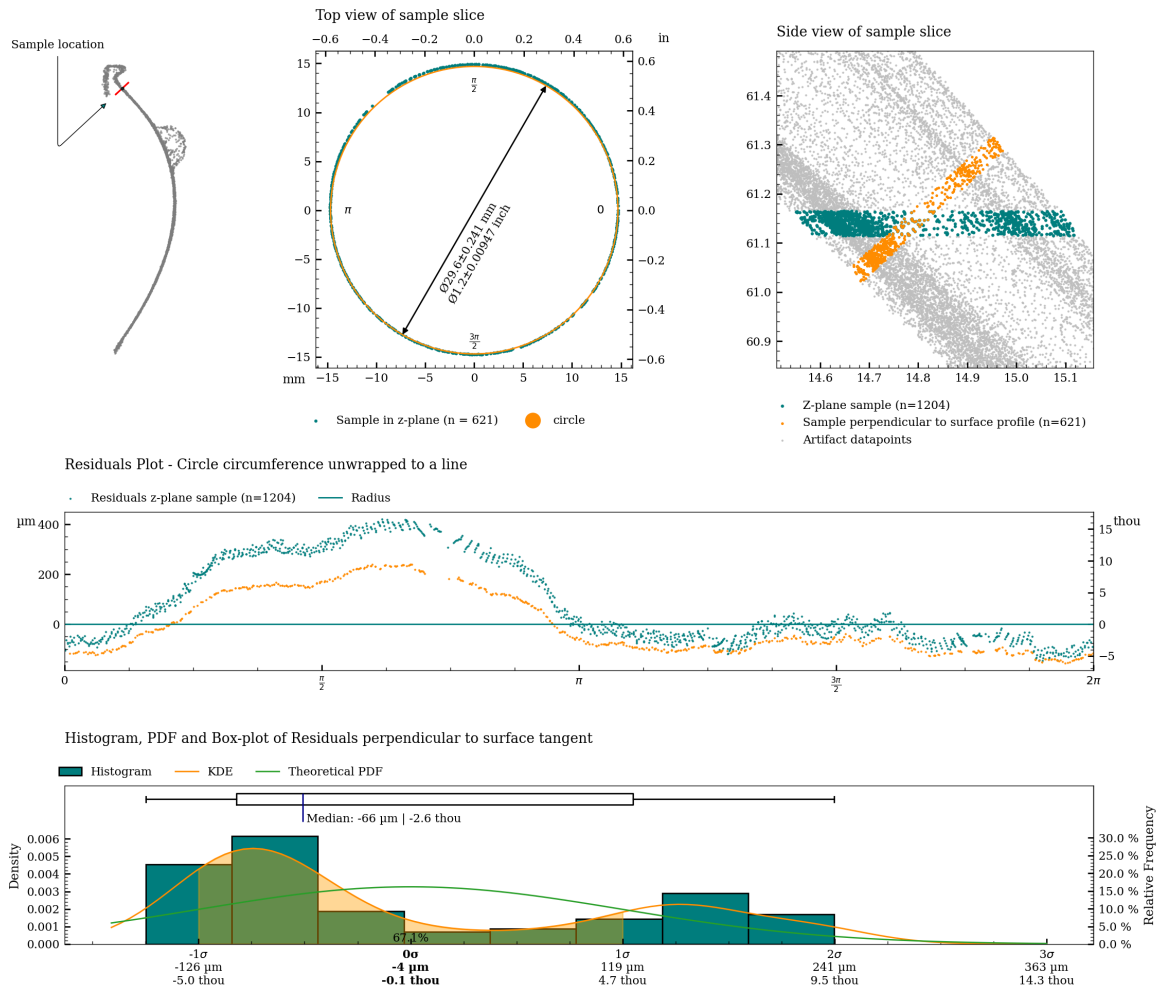 Sample location
Top view of sample slice
−0.6 −0.4 −0.2 0.0 0.2 0.4 0.6 in
15
10
5
0
−5
−10
−15
mm
0.6
0.4
0.2
0.0
−0.2
−0.4
−0.6
π/2
π
0
3π/2
Ø29.6±0.241 mm
Ø1.2±0.00947 inch
−15 −10 −5 0 5 10 15
Sample in z-plane (n = 621) circle
Side view of sample slice
61.4
61.3
61.2
61.1
61.0
60.9
14.6 14.7 14.8 14.9 15.0 15.1
Z-plane sample (n=1204)
Sample perpendicular to surface profile (n=621)
Artifact datapoints
Residuals Plot - Circle circumference unwrapped to a line
Residuals z-plane sample (n=1204) Radius
µm
400
200
0
thou
15
10
5
0
−5
0 π/2 π 3π/2 2π
Histogram, PDF and Box-plot of Residuals perpendicular to surface tangent
Histogram KDE Theoretical PDF
Median: -66 µm | -2.6 thou
Density
0.006
0.005
0.004
0.003
0.002
0.001
0.000
67.1%
Relative Frequency
30.0 %
25.0 %
20.0 %
15.0 %
10.0 %
5.0 %
0.0 %
-1σ 0σ 1σ 2σ 3σ
-126 µm -4 µm 119 µm 241 µm 363 µm
-5.0 thou -0.1 thou 4.7 thou 9.5 thou 14.3 thou